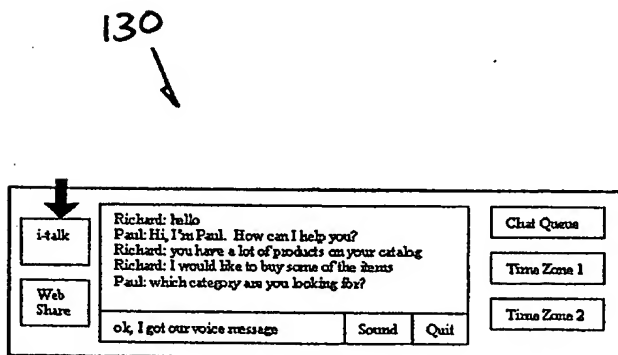 130
i-talk
Web
Share
Richard: hello
Paul: Hi, I'm Paul. How can I help you?
Richard: you have a lot of products on your catalog
Richard: I would like to buy some of the items
Paul: which category are you looking for?
ok, I got our voice message
Sound
Quit
Chat Queue
Time Zone 1
Time Zone 2